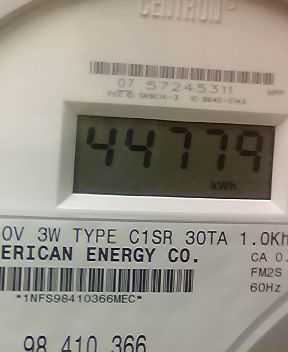 CENTRON
07 57245311
44779
kWh
0V 3W TYPE C1SR 30TA 1.0Kh
ERICAN ENERGY CO.
CA 0.
FM2S
*1NFS98410366MEC*
60Hz
98 410 366